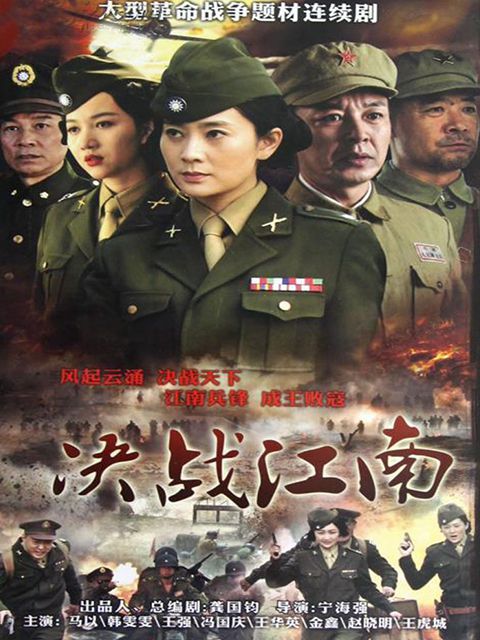 大型革命战争题材连续剧
风起云涌 决战天下
江南兵锋 成王败寇
决战江南
出品人、总编剧:龚国钧 导演:宁海强
主演:马以 韩雯雯 王强 冯国庆 王华英 金鑫 赵晓明 王虎城